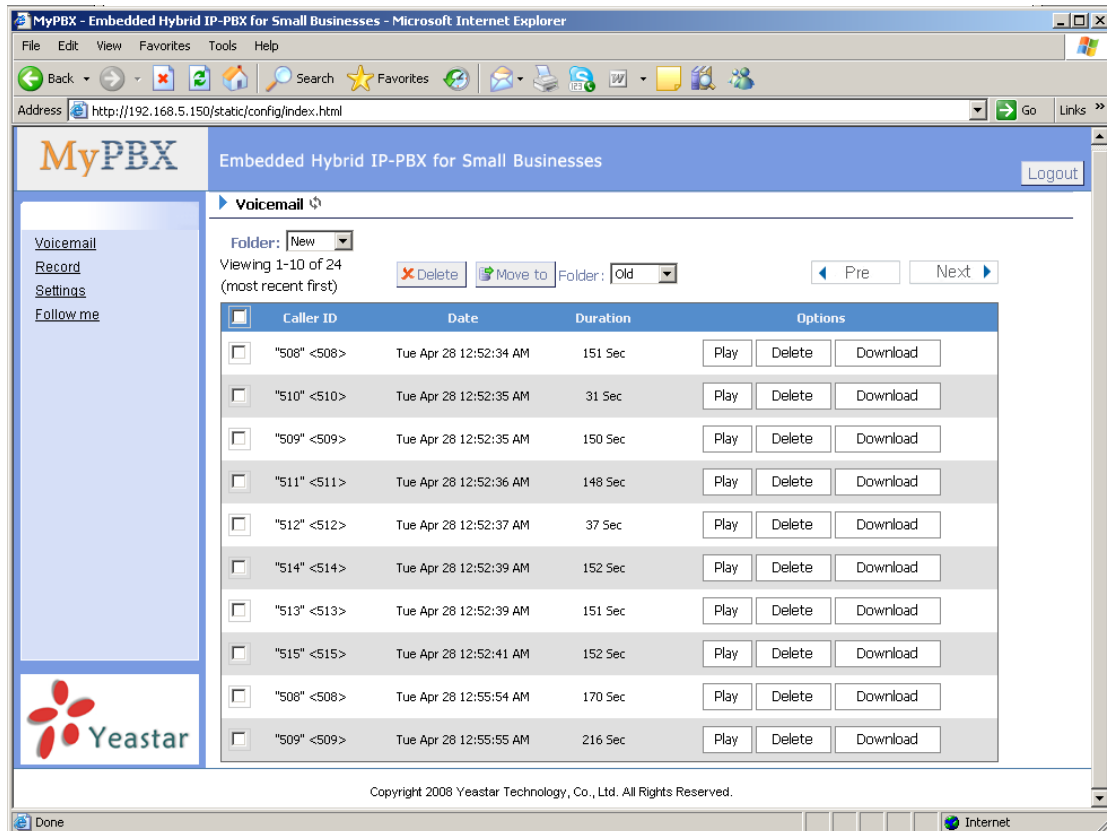 MyPBX - Embedded Hybrid IP-PBX for Small Businesses - Microsoft Internet Explorer
File Edit View Favorites Tools Help
Back Search Favorites
Address http://192.168.5.150/static/config/index.html Go Links »
MyPBX Embedded Hybrid IP-PBX for Small Businesses
Logout
Voicemail
Voicemail
Record
Settings
Follow me
Folder: New
Viewing 1-10 of 24
(most recent first)
Delete Move to Folder: Old Pre Next
Caller ID Date Duration Options
"508" <508> Tue Apr 28 12:52:34 AM 151 Sec Play Delete Download
"510" <510> Tue Apr 28 12:52:35 AM 31 Sec Play Delete Download
"509" <509> Tue Apr 28 12:52:35 AM 150 Sec Play Delete Download
"511" <511> Tue Apr 28 12:52:36 AM 148 Sec Play Delete Download
"512" <512> Tue Apr 28 12:52:37 AM 37 Sec Play Delete Download
"514" <514> Tue Apr 28 12:52:39 AM 152 Sec Play Delete Download
"513" <513> Tue Apr 28 12:52:39 AM 151 Sec Play Delete Download
"515" <515> Tue Apr 28 12:52:41 AM 152 Sec Play Delete Download
"508" <508> Tue Apr 28 12:55:54 AM 170 Sec Play Delete Download
"509" <509> Tue Apr 28 12:55:55 AM 216 Sec Play Delete Download
Yeastar
Copyright 2008 Yeastar Technology, Co., Ltd. All Rights Reserved.
Done Internet